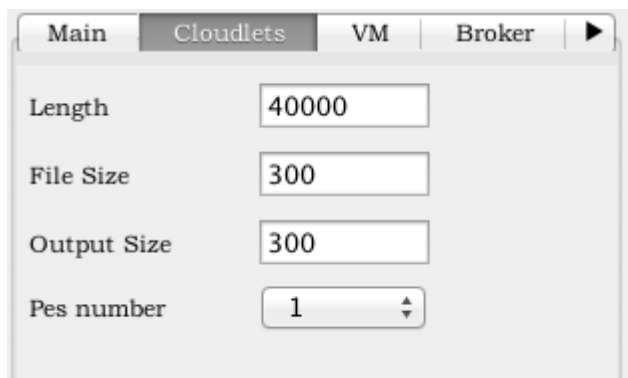 Main Cloudlets VM Broker
Length 40000
File Size 300
Output Size 300
Pes number 1